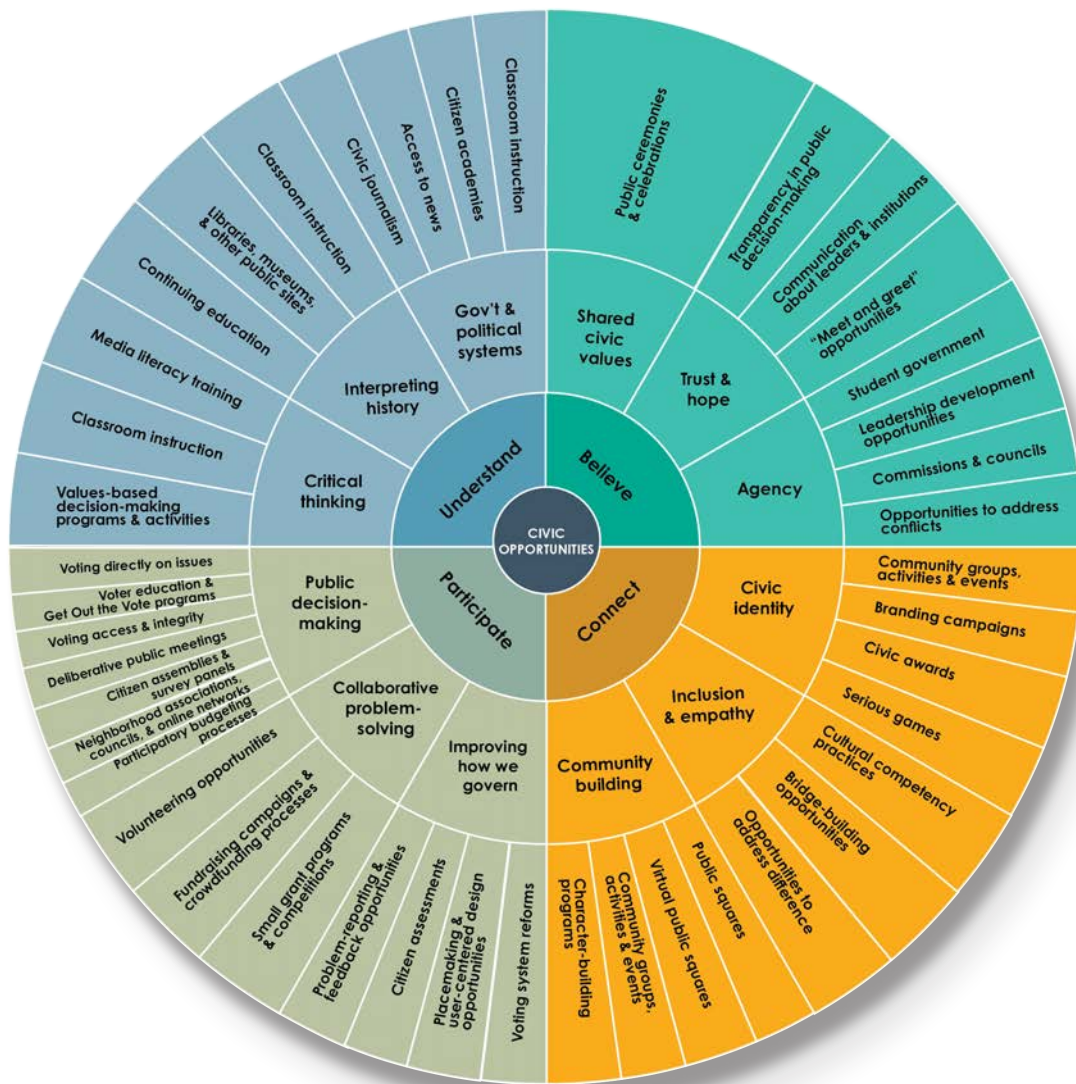 CIVIC
OPPORTUNITIES
Understand
Believe
Connect
Participate
Gov't &
political
systems
Interpreting
history
Critical
thinking
Shared
civic
values
Trust &
hope
Agency
Civic
identity
Inclusion
& empathy
Community
building
Improving
how we
govern
Collaborative
problem-
solving
Public
decision-
making
Classroom instruction
Citizen academies
Access to news
Civic journalism
Classroom instruction
Libraries, museums,
& other public sites
Continuing education
Media literacy training
Classroom instruction
Values-based
decision-making
programs & activities
Public ceremonies
& celebrations
Transparency in public
decision-making
Communication
about leaders & institutions
"Meet and greet"
opportunities
Student government
Leadership development
opportunities
Commissions & councils
Opportunities to address
conflicts
Community groups,
activities & events
Branding campaigns
Civic awards
Serious games
Cultural competency
practices
Bridge-building
opportunities
Opportunities to
address difference
Public squares
Virtual public squares
Community groups,
activities & events
Character-building
programs
Voting system reforms
Placemaking &
user-centered design
opportunities
Citizen assessments
Problem-reporting &
feedback opportunities
Small grant programs
& competitions
Fundraising campaigns &
crowdfunding processes
Volunteering opportunities
Participatory budgeting
processes
Neighborhood associations,
councils, & online networks
Citizen assemblies &
survey panels
Deliberative public meetings
Voting access & integrity
Voter education &
Get Out the Vote programs
Voting directly on issues